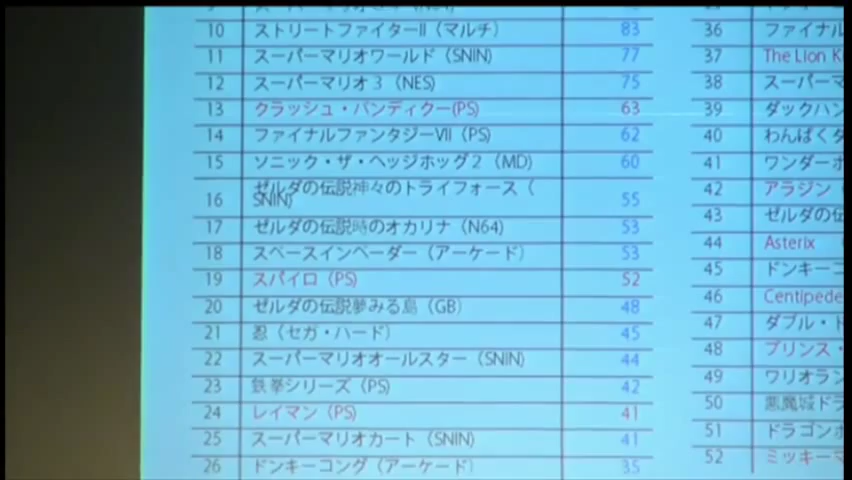 10 ストリートファイターII（マルチ） 83
11 スーパーマリオワールド（SNIN) 77
12 スーパーマリオ３（NES) 75
13 クラッシュ・バンディクー(PS) 63
14 ファイナルファンタジーVII（PS) 62
15 ソニック・ザ・ヘッジホッグ２（MD) 60
16 ゼルダの伝説神々のトライフォース（
SNIN) 55
17 ゼルダの伝説時のオカリナ（N64) 53
18 スペースインベーダー（アーケード） 53
19 スパイロ（PS) 52
20 ゼルダの伝説夢みる島（GB) 48
21 忍（セガ・ハード） 45
22 スーパーマリオオールスター（SNIN) 44
23 鉄拳シリーズ（PS) 42
24 レイマン（PS) 41
25 スーパーマリオカート（SNIN) 41
26 ドンキーコング（アーケード） 35
36 ファイナル
37 The Lion K
38 スーパーマ
39 ダックハン
40 わんぱくダ
41 ワンダーボ
42 アラジン（
43 ゼルダの伝
44 Asterix （
45 ドンキーコ
46 Centipede
47 ダブル・ド
48 プリンス・
49 ワリオラン
50 悪魔城ドラ
51 ドラゴンボ
52 ミッキーマ